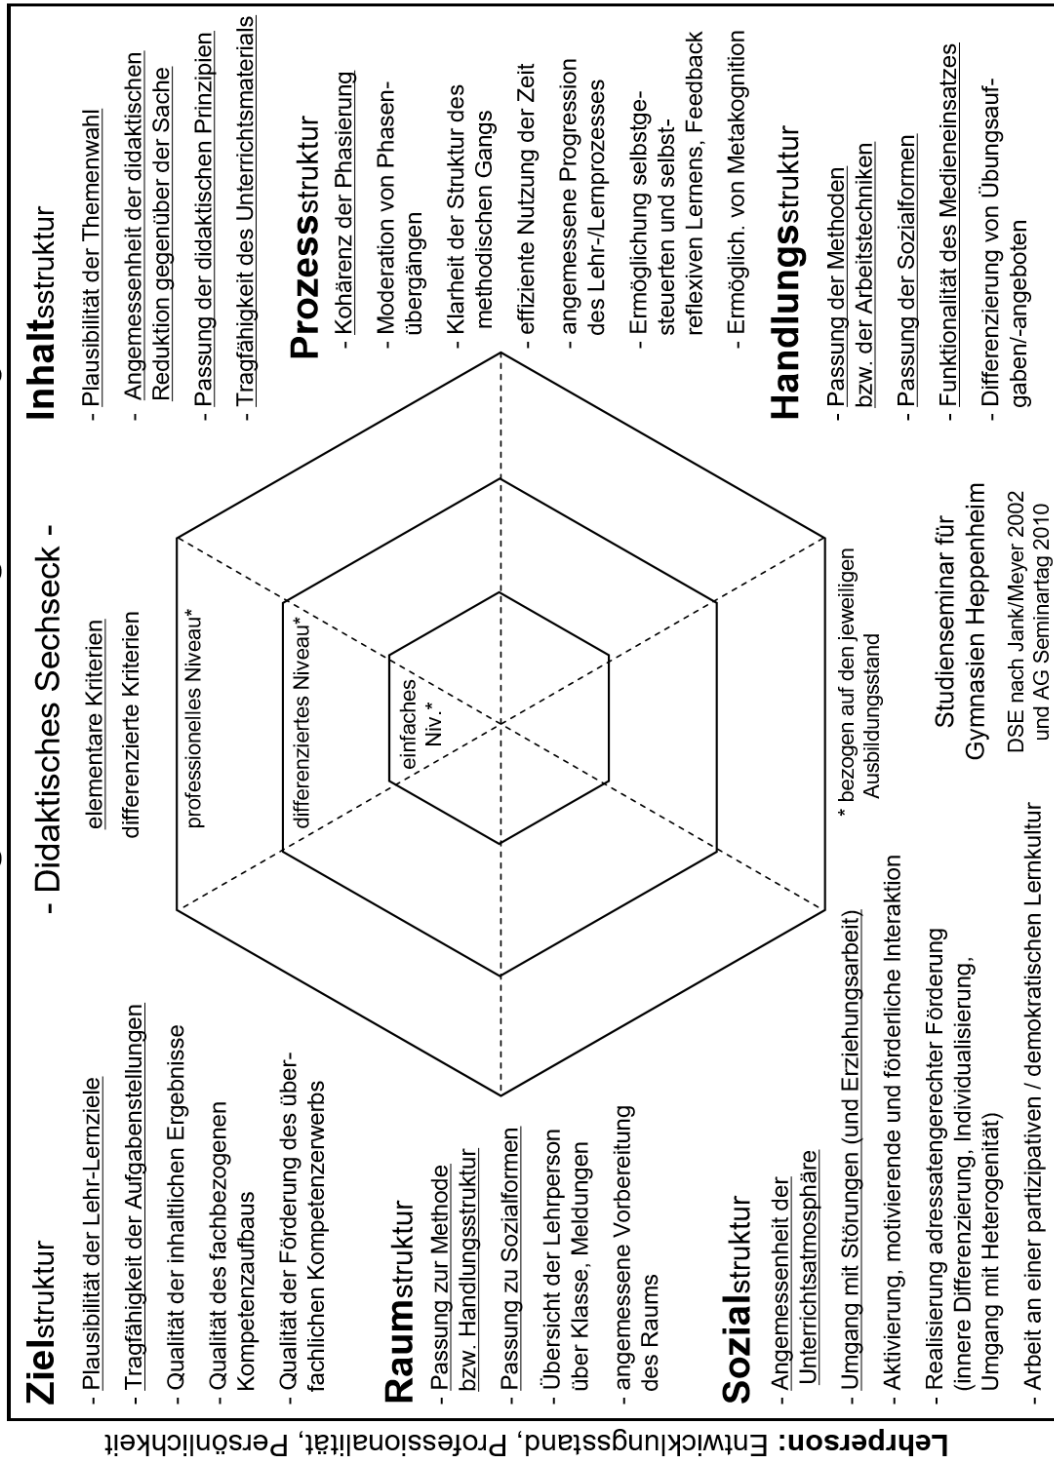 - Didaktisches Sechseck -
elementare Kriterien
differenzierte Kriterien
Zielstruktur
- Plausibilität der Lehr-Lernziele
- Tragfähigkeit der Aufgabenstellungen
- Qualität der inhaltlichen Ergebnisse
- Qualität des fachbezogenen
Kompetenzaufbaus
- Qualität der Förderung des über-
fachlichen Kompetenzerwerbs
Inhaltsstruktur
- Plausibilität der Themenwahl
- Angemessenheit der didaktischen
Reduktion gegenüber der Sache
- Passung der didaktischen Prinzipien
- Tragfähigkeit des Unterrichtsmaterials
professionelles Niveau*
differenziertes Niveau*
einfaches
Niv.*
Raumstruktur
- Passung zur Methode
bzw. Handlungsstruktur
- Passung zu Sozialformen
- Übersicht der Lehrperson
über Klasse, Meldungen
- angemessene Vorbereitung
des Raums
Prozessstruktur
- Kohärenz der Phasierung
- Moderation von Phasen-
übergängen
- Klarheit der Struktur des
methodischen Gangs
- effiziente Nutzung der Zeit
- angemessene Progression
des Lehr-/Lernprozesses
- Ermöglichung selbstge-
steuerten und selbst-
reflexiven Lernens, Feedback
- Ermöglich. von Metakognition
Sozialstruktur
- Angemessenheit der
Unterrichtsatmosphäre
- Umgang mit Störungen (und Erziehungsarbeit)
- Aktivierung, motivierende und förderliche Interaktion
- Realisierung adressatengerechter Förderung
(innere Differenzierung, Individualisierung,
Umgang mit Heterogenität)
- Arbeit an einer partizipativen / demokratischen Lernkultur
* bezogen auf den jeweiligen
Ausbildungsstand
Studienseminar für
Gymnasien Heppenheim
DSE nach Jank/Meyer 2002
und AG Seminartag 2010
Handlungsstruktur
- Passung der Methoden
bzw. der Arbeitstechniken
- Passung der Sozialformen
- Funktionalität des Medieneinsatzes
- Differenzierung von Übungsauf-
gaben/-angeboten
Lehrperson: Entwicklungsstand, Professionalität, Persönlichkeit